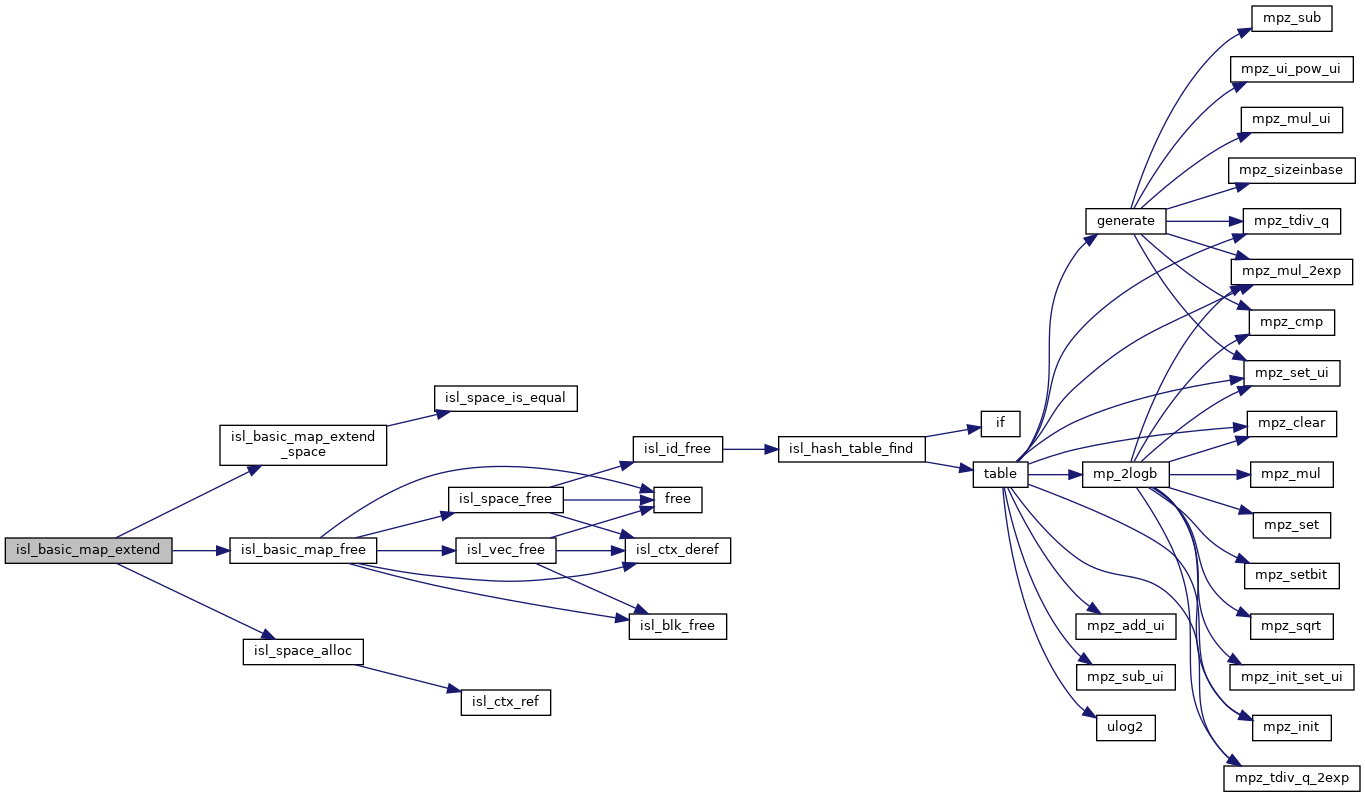 isl_basic_map_extend
isl_basic_map_extend
_space
isl_basic_map_free
isl_space_alloc
isl_space_is_equal
isl_space_free
isl_vec_free
isl_ctx_ref
isl_id_free
free
isl_ctx_deref
isl_blk_free
isl_hash_table_find
if
table
generate
mp_2logb
mpz_add_ui
mpz_sub_ui
ulog2
mpz_sub
mpz_ui_pow_ui
mpz_mul_ui
mpz_sizeinbase
mpz_tdiv_q
mpz_mul_2exp
mpz_cmp
mpz_set_ui
mpz_clear
mpz_mul
mpz_set
mpz_setbit
mpz_sqrt
mpz_init_set_ui
mpz_init
mpz_tdiv_q_2exp